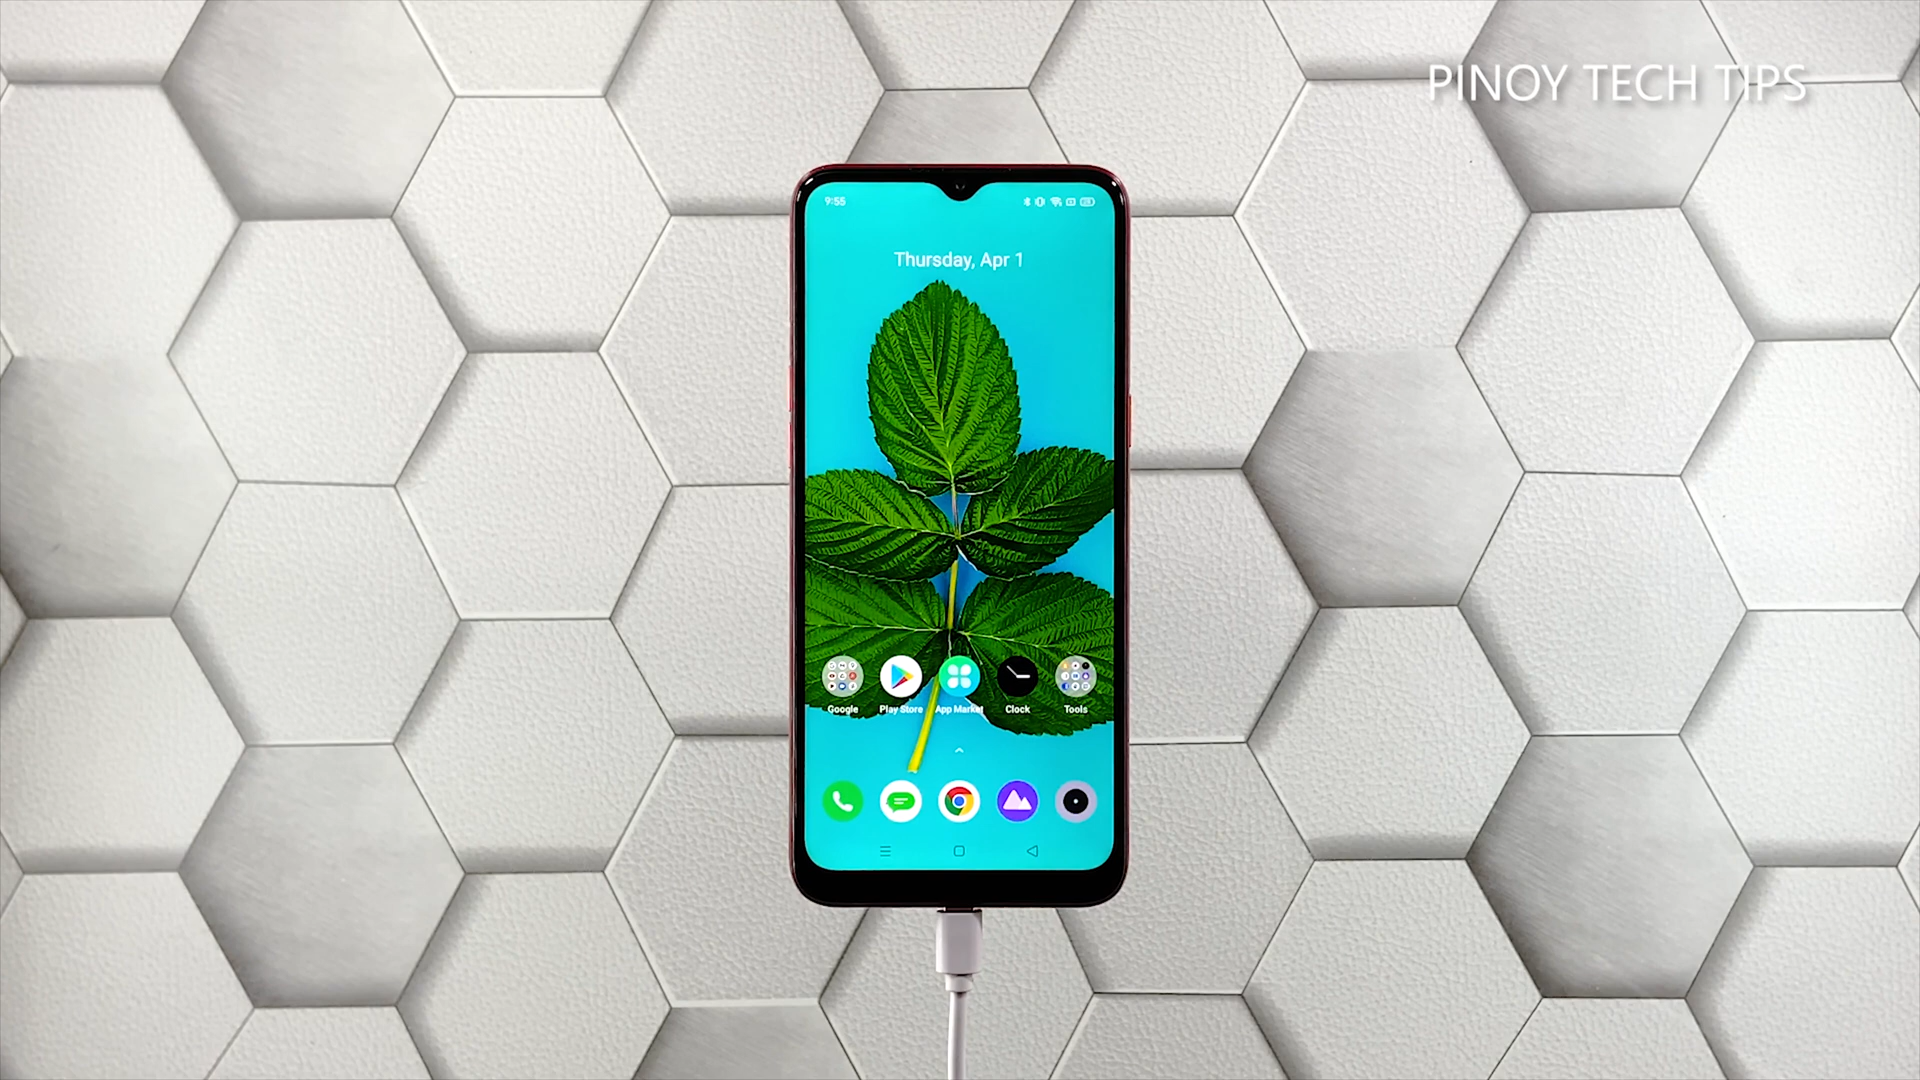 PINOY TECH TIPS
9:55
Thursday, Apr 1
Google Play Store App Market Clock Tools